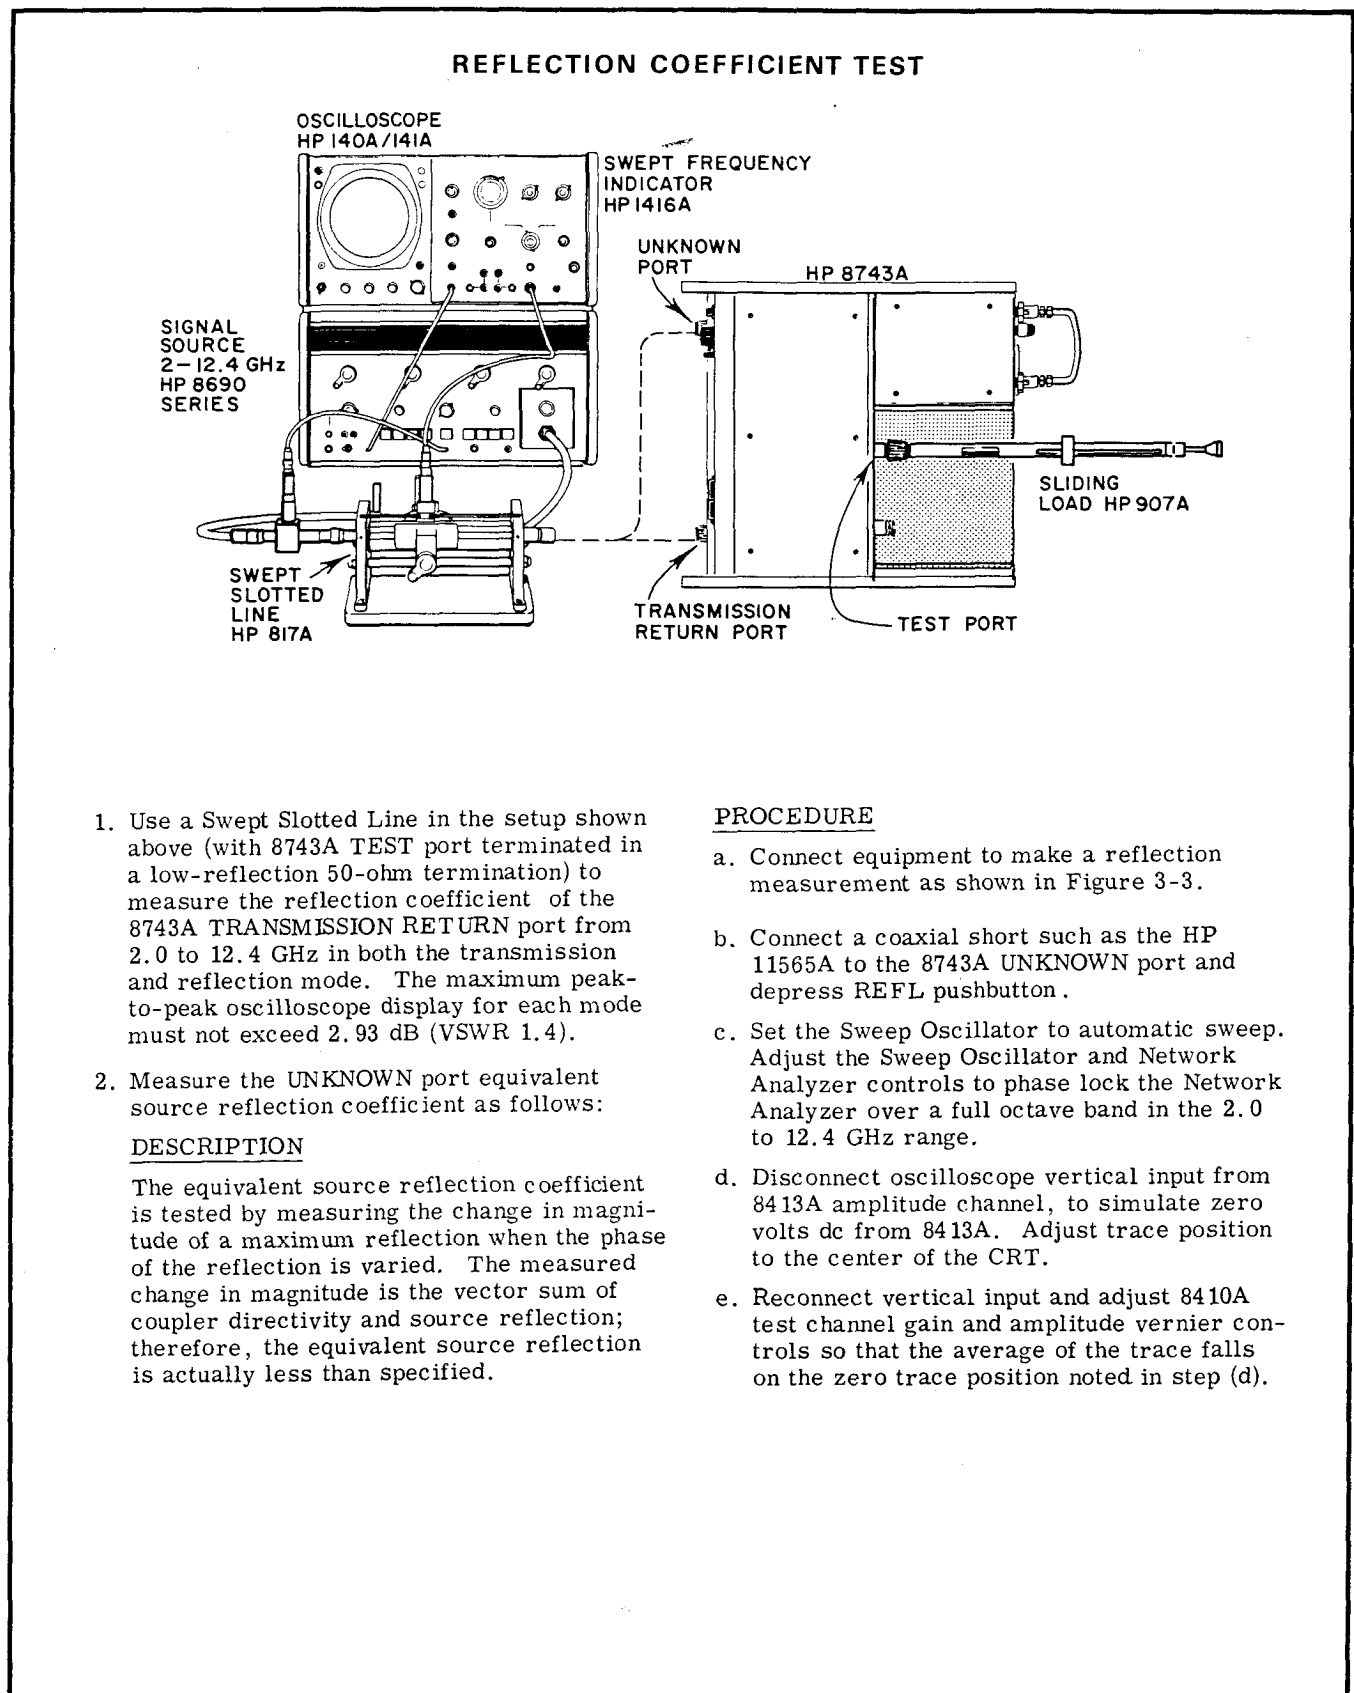 REFLECTION COEFFICIENT TEST
OSCILLOSCOPE
HP 140A/141A
SWEPT FREQUENCY
INDICATOR
HP 1416A
UNKNOWN
PORT
HP 8743A
SIGNAL
SOURCE
2-12.4 GHz
HP 8690
SERIES
SLIDING
LOAD HP 907A
SWEPT
SLOTTED
LINE
HP 817A
TRANSMISSION
RETURN PORT
TEST PORT
1. Use a Swept Slotted Line in the setup shown
above (with 8743A TEST port terminated in
a low-reflection 50-ohm termination) to
measure the reflection coefficient of the
8743A TRANSMISSION RETURN port from
2.0 to 12.4 GHz in both the transmission
and reflection mode. The maximum peak-
to-peak oscilloscope display for each mode
must not exceed 2.93 dB (VSWR 1.4).
2. Measure the UNKNOWN port equivalent
source reflection coefficient as follows:
DESCRIPTION
The equivalent source reflection coefficient
is tested by measuring the change in magni-
tude of a maximum reflection when the phase
of the reflection is varied. The measured
change in magnitude is the vector sum of
coupler directivity and source reflection;
therefore, the equivalent source reflection
is actually less than specified.
PROCEDURE
a. Connect equipment to make a reflection
measurement as shown in Figure 3-3.
b. Connect a coaxial short such as the HP
11565A to the 8743A UNKNOWN port and
depress REFL pushbutton.
c. Set the Sweep Oscillator to automatic sweep.
Adjust the Sweep Oscillator and Network
Analyzer controls to phase lock the Network
Analyzer over a full octave band in the 2.0
to 12.4 GHz range.
d. Disconnect oscilloscope vertical input from
8413A amplitude channel, to simulate zero
volts dc from 8413A. Adjust trace position
to the center of the CRT.
e. Reconnect vertical input and adjust 8410A
test channel gain and amplitude vernier con-
trols so that the average of the trace falls
on the zero trace position noted in step (d).